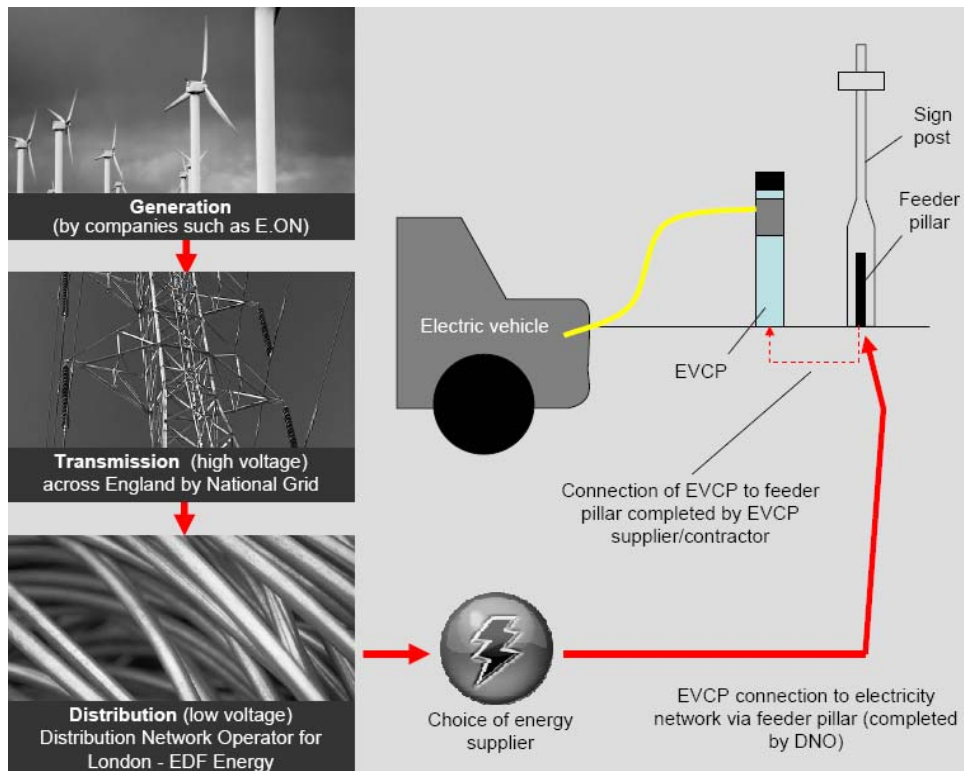 Generation
(by companies such as E.ON)
Transmission (high voltage)
across England by National Grid
Distribution (low voltage)
Distribution Network Operator for
London - EDF Energy
Choice of energy
supplier
Electric vehicle
EVCP
Sign
post
Feeder
pillar
Connection of EVCP to feeder
pillar completed by EVCP
supplier/contractor
EVCP connection to electricity
network via feeder pillar (completed
by DNO)